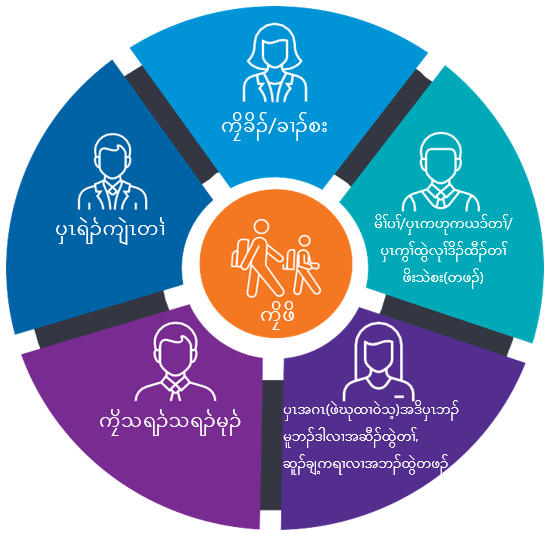 ကၠိခိၣ်/ခၢၣ်စး
မိၢ်ပၢ်/ပှၤကဟုကယာ်တၢ်/
ပှၤကွၢ်ထွဲလုၢ်ဒိၣ်ထီၣ်တၢ်
ဖိးသဲစး(တဖၣ်)
ပှၤရဲၣ်ကျဲၤတၢ်
ကၠိဖိ
ကၠိသရၣ်သရၣ်မုၣ်
ပှၤအဂၤ(ဖဲဃုထၢဝဲသ့)အဒိပှၤဘၣ်
မူဘၣ်ဒါလၢအဆီၣ်ထွဲတၢ်,
ဆူၣ်ချ့ကရၢလၢအဘၣ်ထွဲတဖၣ်